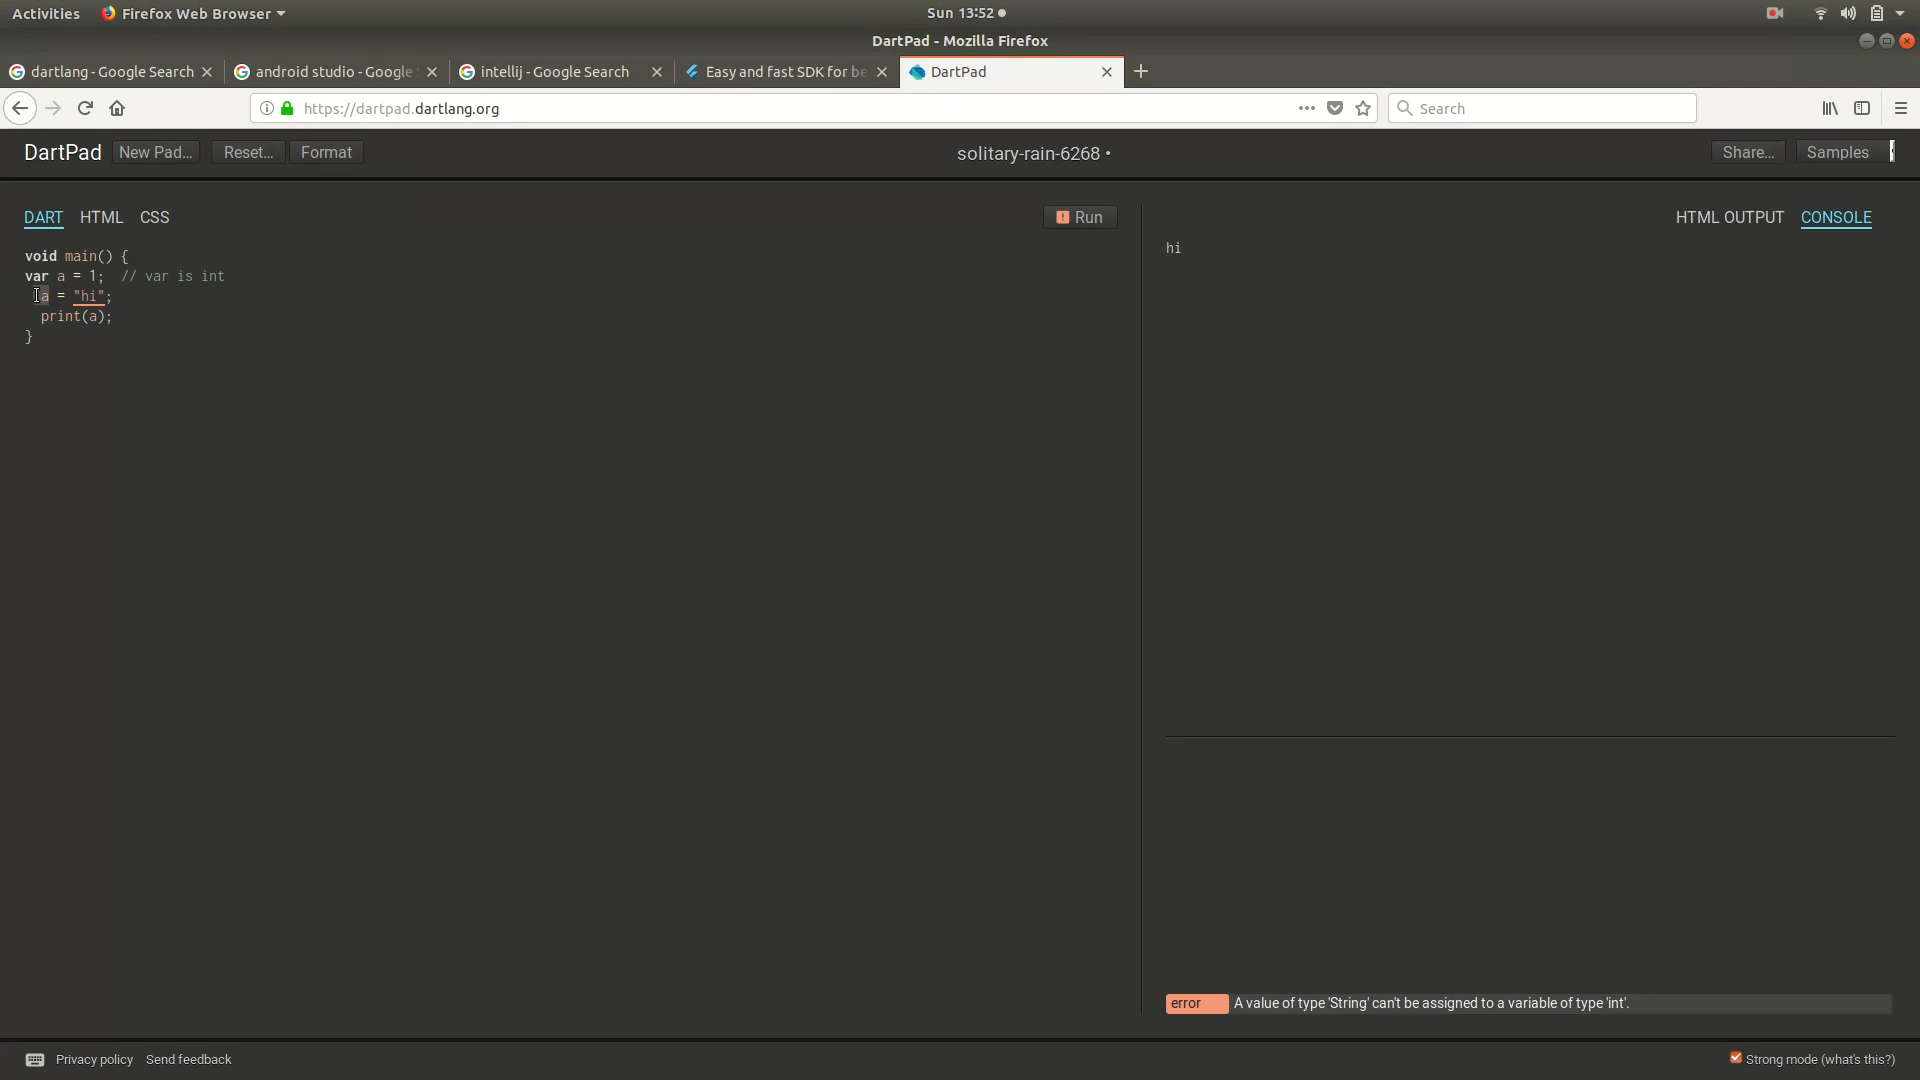 Activities Firefox Web Browser Sun 13:52
DartPad - Mozilla Firefox
dartlang - Google Search android studio - Google intellij - Google Search Easy and fast SDK for be DartPad
https://dartpad.dartlang.org Search
DartPad New Pad... Reset... Format solitary-rain-6268 • Share... Samples
DART HTML CSS Run HTML OUTPUT CONSOLE
void main() {
var a = 1;  // var is int
a = "hi";
print(a);
}
hi
error A value of type 'String' can't be assigned to a variable of type 'int'.
Privacy policy Send feedback Strong mode (what's this?)